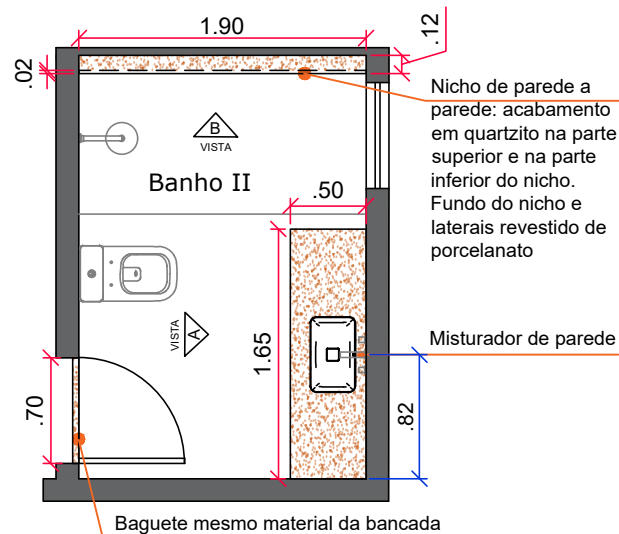 1.90
.12
.02
Nicho de parede a
parede: acabamento
em quartzito na parte
superior e na parte
inferior do nicho.
Fundo do nicho e
laterais revestido de
porcelanato
B
VISTA
Banho II
.50
VISTA
A
1.65
Misturador de parede
.70
.82
Baguete mesmo material da bancada